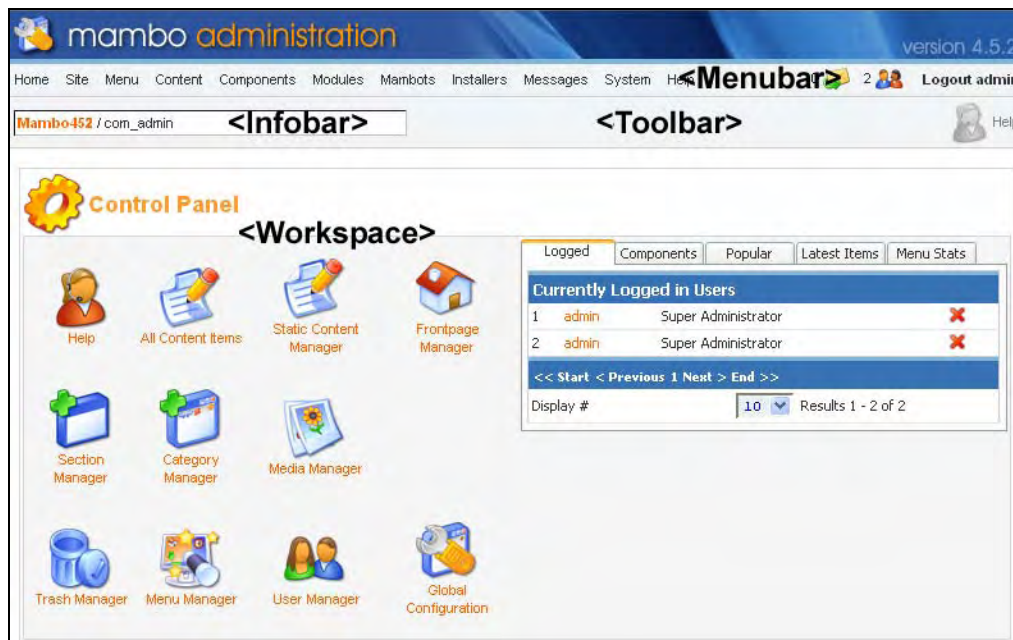 mambo administration
version 4.5.2
Home Site Menu Content Components Modules Mambots Installers Messages System Help <Menubar> 2 Logout admin
Mambo452 / com_admin <Infobar> <Toolbar> Help
Control Panel
<Workspace>
Logged Components Popular Latest Items Menu Stats
Currently Logged in Users
1 admin Super Administrator
2 admin Super Administrator
<< Start < Previous 1 Next > End >>
Display # 10 Results 1 - 2 of 2
Help
All Content Items
Static Content
Manager
Frontpage
Manager
Section
Manager
Category
Manager
Media Manager
Trash Manager
Menu Manager
User Manager
Global
Configuration